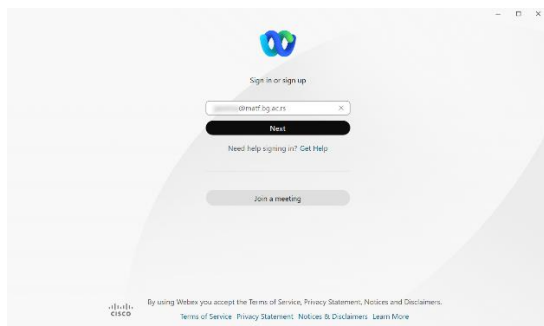 Sign in or sign up
@matf.bg.ac.rs
Next
Need help signing in? Get Help
Join a meeting
By using Webex you accept the Terms of Service, Privacy Statement, Notices and Disclaimers.
CISCO
Terms of Service Privacy Statement Notices & Disclaimers Learn More